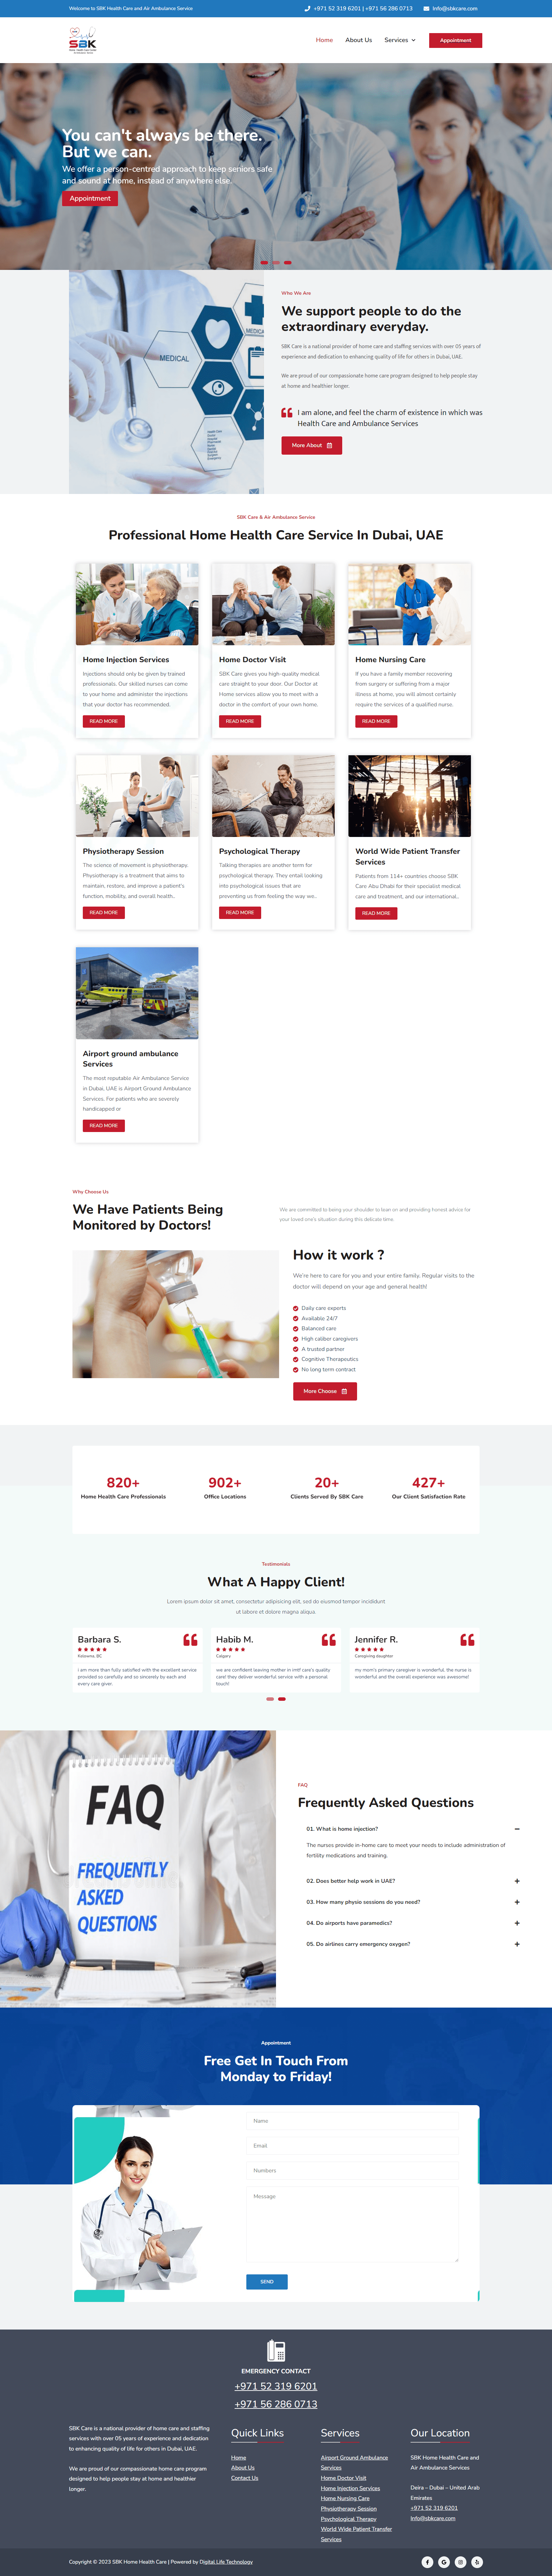 Welcome to SBK Health Care and Air Ambulance Service
+971 52 319 6201 | +971 56 286 0713
Info@sbkcare.com
SBK
Home
About Us
Services
Appointment
You can't always be there.
But we can.
We offer a person-centred approach to keep seniors safe
and sound at home, instead of anywhere else.
Appointment
MEDICAL
Who We Are
We support people to do the
extraordinary everyday.
SBK Care is a national provider of home care and staffing services with over 05 years of
experience and dedication to enhancing quality of life for others in Dubai, UAE.
We are proud of our compassionate home care program designed to help people stay
at home and healthier longer.
I am alone, and feel the charm of existence in which was
Health Care and Ambulance Services
More About
SBK Care & Air Ambulance Service
Professional Home Health Care Service In Dubai, UAE
Home Injection Services
Injections should only be given by trained
professionals. Our skilled nurses can come
to your home and administer the injections
that your doctor has recommended.
READ MORE
Home Doctor Visit
SBK Care gives you high-quality medical
care straight to your door. Our Doctor at
Home services allow you to meet with a
doctor in the comfort of your own home.
READ MORE
Home Nursing Care
If you have a family member recovering
from surgery or suffering from a major
illness at home, you will almost certainly
require the services of a qualified nurse.
READ MORE
Physiotherapy Session
The science of movement is physiotherapy.
Physiotherapy is a treatment that aims to
maintain, restore, and improve a patient's
function, mobility, and overall health..
READ MORE
Psychological Therapy
Talking therapies are another term for
psychological therapy. They entail looking
into psychological issues that are
preventing us from feeling the way we..
READ MORE
World Wide Patient Transfer
Services
Patients from 114+ countries choose SBK
Care Abu Dhabi for their specialist medical
care and treatment, and our international..
READ MORE
Airport ground ambulance
Services
The most reputable Air Ambulance Service
in Dubai, UAE is Airport Ground Ambulance
Services. For patients who are severely
handicapped or
READ MORE
Why Choose Us
We Have Patients Being
Monitored by Doctors!
We are committed to being your shoulder to lean on and providing honest advice for
your loved one's situation during this delicate time.
How it work ?
We're here to care for you and your entire family. Regular visits to the
doctor will depend on your age and general health!
Daily care experts
Available 24/7
Balanced care
High caliber caregivers
A trusted partner
Cognitive Therapeutics
No long term contract
More Choose
820+
Home Health Care Professionals
902+
Office Locations
20+
Clients Served By SBK Care
427+
Our Client Satisfaction Rate
Testimonials
What A Happy Client!
Lorem ipsum dolor sit amet, consectetur adipisicing elit, sed do eiusmod tempor incididunt
ut labore et dolore magna aliqua.
Barbara S.
Kelowna, BC
i am more than fully satisfied with the excellent service
provided so carefully and so sincerely by each and
every care giver.
Habib M.
Calgary
we are confident leaving mother in imtf care's quality
care! they deliver wonderful service with a personal
touch!
Jennifer R.
Caregiving daughter
my mom's primary caregiver is wonderful, the nurse is
wonderful and the overall experience was awesome!
FAQ
FREQUENTLY
ASKED
QUESTIONS
FAQ
Frequently Asked Questions
01. What is home injection?
The nurses provide in-home care to meet your needs to include administration of
fertility medications and training.
02. Does better help work in UAE?
03. How many physio sessions do you need?
04. Do airports have paramedics?
05. Do airlines carry emergency oxygen?
Appointment
Free Get In Touch From
Monday to Friday!
Name
Email
Numbers
Message
SEND
EMERGENCY CONTACT
+971 52 319 6201
+971 56 286 0713
SBK Care is a national provider of home care and staffing
services with over 05 years of experience and dedication
to enhancing quality of life for others in Dubai, UAE.
We are proud of our compassionate home care program
designed to help people stay at home and healthier
longer.
Quick Links
Home
About Us
Contact Us
Services
Airport Ground Ambulance
Services
Home Doctor Visit
Home Injection Services
Home Nursing Care
Physiotherapy Session
Psychological Therapy
World Wide Patient Transfer
Services
Our Location
SBK Home Health Care and
Air Ambulance Services
Deira – Dubai – United Arab
Emirates
+971 52 319 6201
Info@sbkcare.com
Copyright © 2023 SBK Home Health Care | Powered by Digital Life Technology